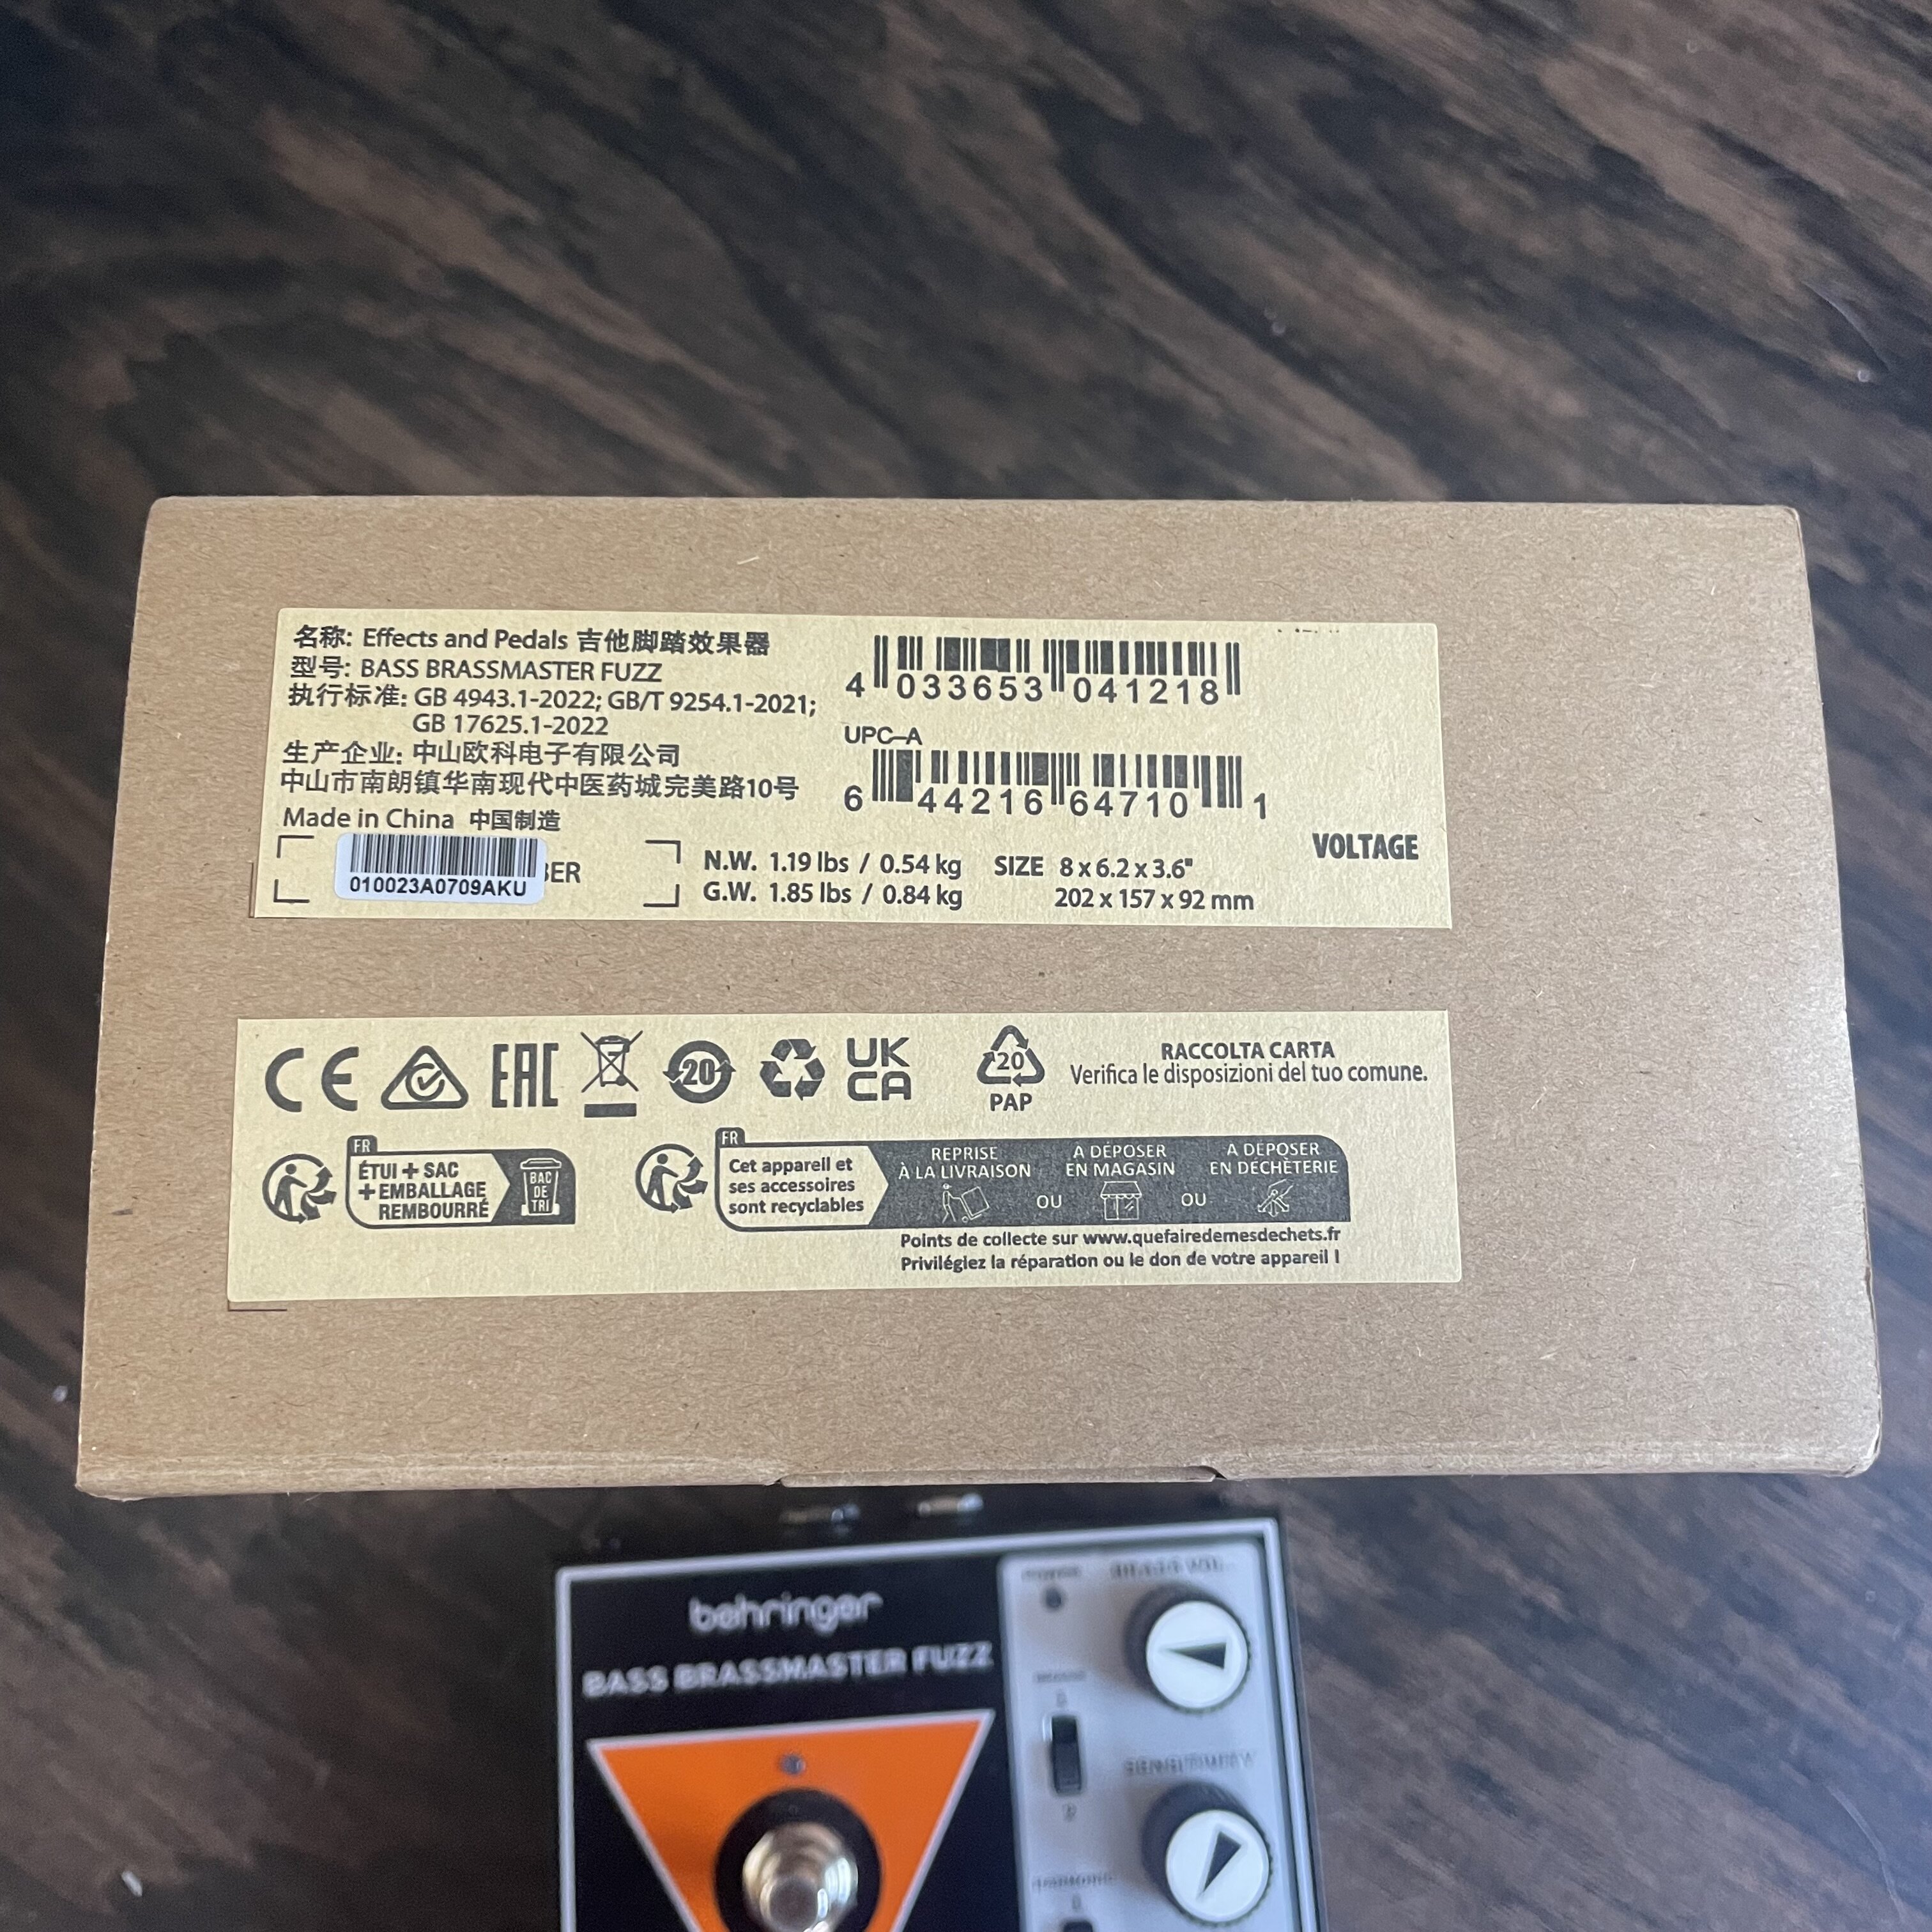 名称: Effects and Pedals 吉他脚踏效果器
型号: BASS BRASSMASTER FUZZ
执行标准: GB 4943.1-2022; GB/T 9254.1-2021;
GB 17625.1-2022
生产企业: 中山欧科电子有限公司
中山市南朗镇华南现代中医药城完美路10号
Made in China 中国制造
010023A0709AKU
4 033653 041218
UPC-A
6 44216 64710 1
N.W. 1.19 lbs / 0.54 kg SIZE 8 x 6.2 x 3.6"
G.W. 1.85 lbs / 0.84 kg 202 x 157 x 92 mm
VOLTAGE
CE
EAC
20
UK
CA
20
PAP
RACCOLTA CARTA
Verifica le disposizioni del tuo comune.
FR
ÉTUI + SAC
+ EMBALLAGE
REMBOURRÉ
BAC
DE
TRI
FR
Cet appareil et
ses accessoires
sont recyclables
REPRISE
À LA LIVRAISON
OU
A DÉPOSER
EN MAGASIN
OU
A DÉPOSER
EN DÉCHÈTERIE
Points de collecte sur www.quefairedemesdechets.fr
Privilégiez la réparation ou le don de votre appareil !
behringer
BASS BRASSMASTER FUZZ
BRASS VOL.
1
2
SENSITIVITY
1